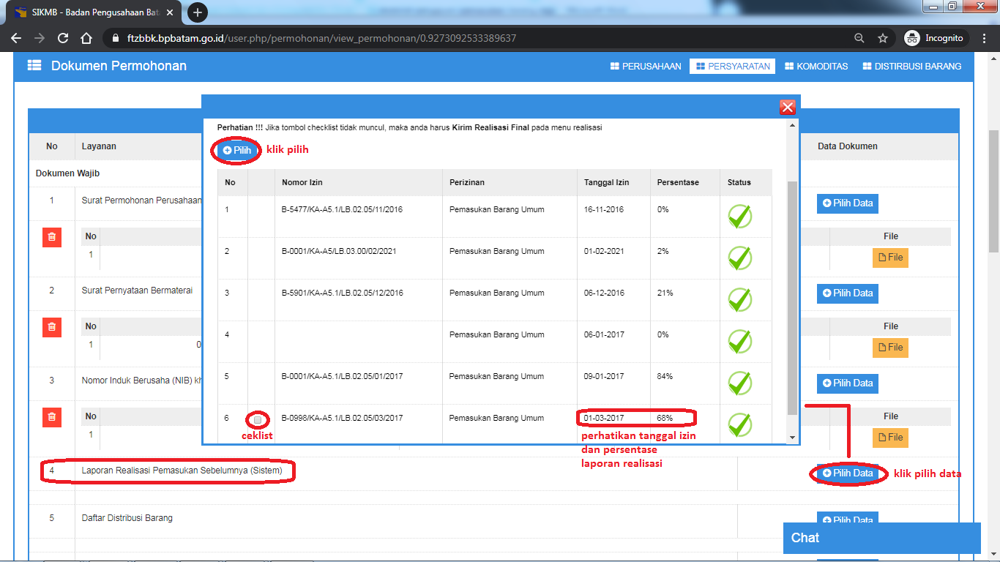 SIKMB - Badan Pengusahaan Bat
ftzbbk.bpbatam.go.id/user.php/permohonan/view_permohonan/0.9273092533389637
Incognito
Dokumen Permohonan
PERUSAHAAN
PERSYARATAN
KOMODITAS
DISTIRBUSI BARANG
Perhatian !!! Jika tombol checklist tidak muncul, maka anda harus Kirim Realisasi Final pada menu realisasi
Pilih
klik pilih
No Nomor Izin Perizinan Tanggal Izin Persentase Status
1 B-5477/KA-A5.1/LB.02.05/11/2016 Pemasukan Barang Umum 16-11-2016 0%
2 B-0001/KA-A5/LB.03.00/02/2021 Pemasukan Barang Umum 01-02-2021 2%
3 B-5901/KA-A5.1/LB.02.05/12/2016 Pemasukan Barang Umum 06-12-2016 21%
4 Pemasukan Barang Umum 06-01-2017 0%
5 B-0001/KA-A5.1/LB.02.05/01/2017 Pemasukan Barang Umum 09-01-2017 84%
6 B-0998/KA-A5.1/LB.02.05/03/2017 Pemasukan Barang Umum 01-03-2017 68%
ceklist
perhatikan tanggal izin
dan persentase
laporan realisasi
No Layanan Data Dokumen
Dokumen Wajib
1 Surat Permohonan Perusahaan Pilih Data
No File
1 File
2 Surat Pernyataan Bermaterai Pilih Data
No File
1 0 File
3 Nomor Induk Berusaha (NIB) kh Pilih Data
No File
1 File
4 Laporan Realisasi Pemasukan Sebelumnya (Sistem) Pilih Data
klik pilih data
5 Daftar Distribusi Barang Pilih Data
Chat